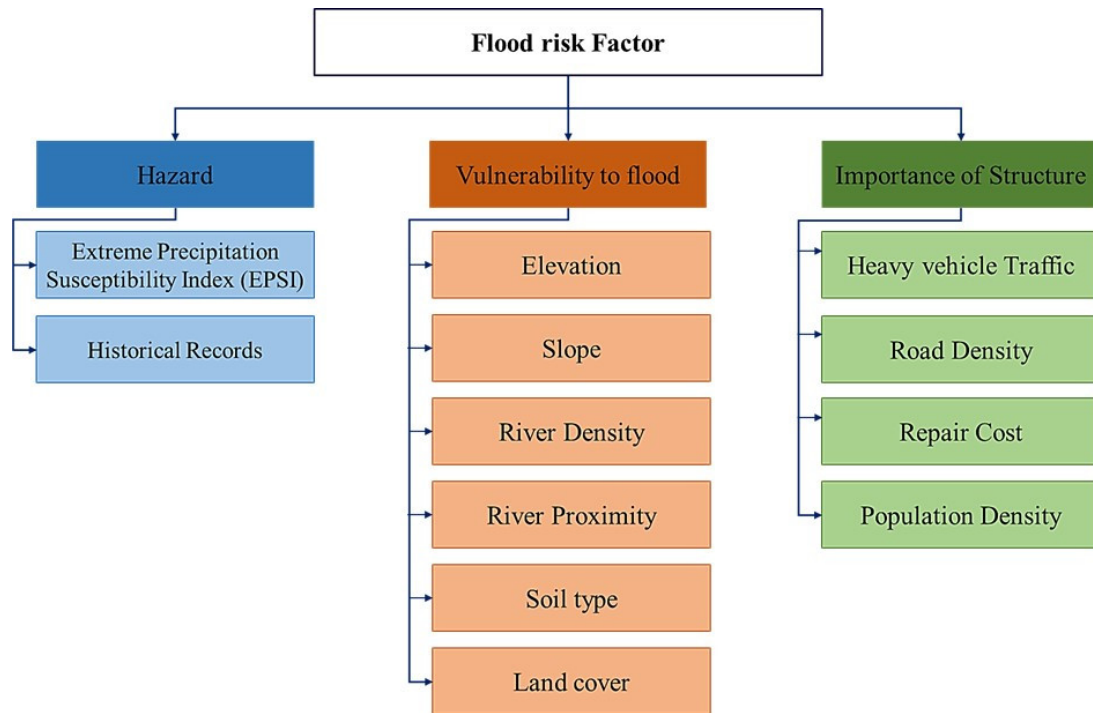 Flood risk Factor
Hazard
Extreme Precipitation
Susceptibility Index (EPSI)
Historical Records
Vulnerability to flood
Elevation
Slope
River Density
River Proximity
Soil type
Land cover
Importance of Structure
Heavy vehicle Traffic
Road Density
Repair Cost
Population Density